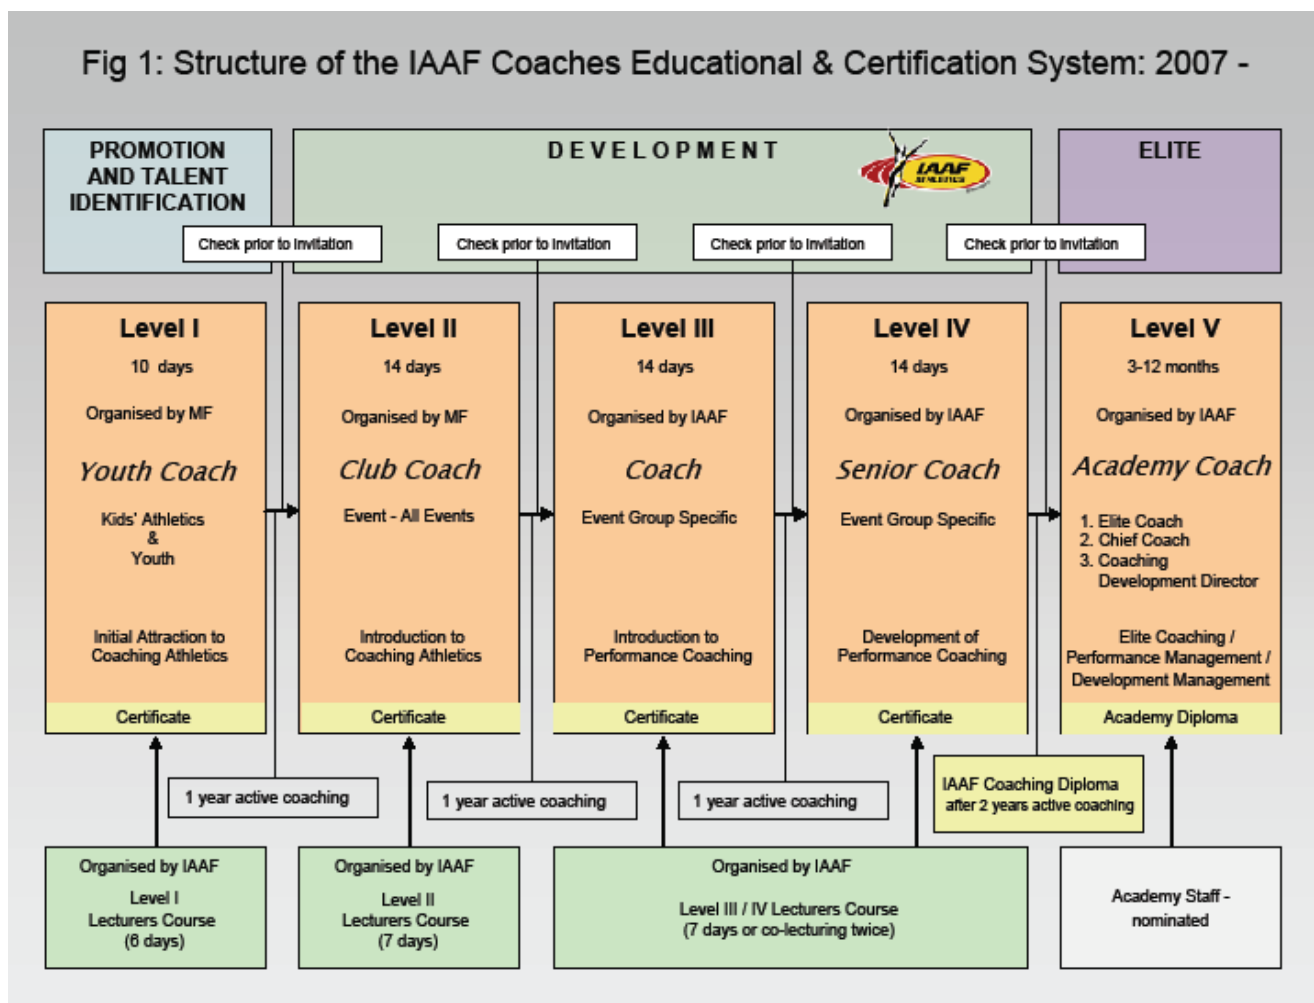 Fig 1: Structure of the IAAF Coaches Educational & Certification System: 2007 -
PROMOTION
AND TALENT
IDENTIFICATION
DEVELOPMENT
IAAF
ATHLETICS
ELITE
Check prior to Invitation
Check prior to Invitation
Check prior to Invitation
Check prior to Invitation
Level I
10 days
Organised by MF
Youth Coach
Kids' Athletics
&
Youth
Initial Attraction to
Coaching Athletics
Certificate
Level II
14 days
Organised by MF
Club Coach
Event - All Events
Introduction to
Coaching Athletics
Certificate
Level III
14 days
Organised by IAAF
Coach
Event Group Specific
Introduction to
Performance Coaching
Certificate
Level IV
14 days
Organised by IAAF
Senior Coach
Event Group Specific
Development of
Performance Coaching
Certificate
Level V
3-12 months
Organised by IAAF
Academy Coach
1. Elite Coach
2. Chief Coach
3. Coaching
Development Director
Elite Coaching /
Performance Management /
Development Management
Academy Diploma
1 year active coaching
1 year active coaching
1 year active coaching
IAAF Coaching Diploma
after 2 years active coaching
Organised by IAAF
Level I
Lecturers Course
(6 days)
Organised by IAAF
Level II
Lecturers Course
(7 days)
Organised by IAAF
Level III / IV Lecturers Course
(7 days or co-lecturing twice)
Academy Staff -
nominated